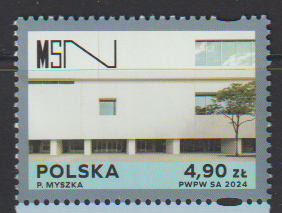 MSN
POLSKA 4,90 ZŁ
P. MYSZKA PWPW SA 2024